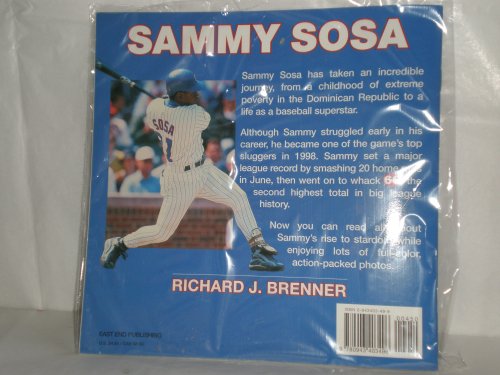 SAMMY SOSA
Sammy Sosa has taken an incredible
journey, from a childhood of extreme
poverty in the Dominican Republic to a
life as a baseball superstar.
SOSA
Although Sammy struggled early in his
career, he became one of the game's top
sluggers in 1998. Sammy set a major
league record by smashing 20 home
in June, then went on to whack the
second highest total in big league
history.
Now you can read all about
Sammy's rise to stardom while
enjoying lots of full-color,
action-packed photos.
RICHARD J. BRENNER
EAST END PUBLISHING
00450